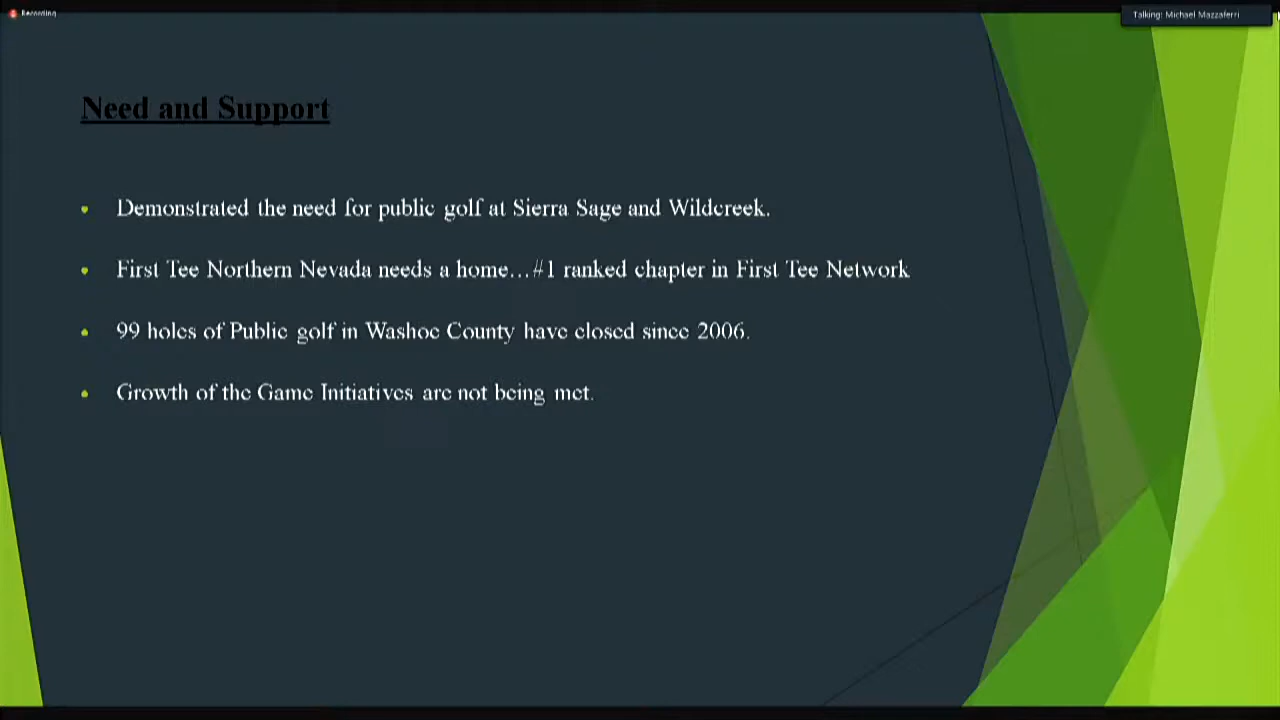 Recording
Talking: Michael Mazzaferri
Need and Support
• Demonstrated the need for public golf at Sierra Sage and Wildcreek.
• First Tee Northern Nevada needs a home…#1 ranked chapter in First Tee Network
• 99 holes of Public golf in Washoe County have closed since 2006.
• Growth of the Game Initiatives are not being met.